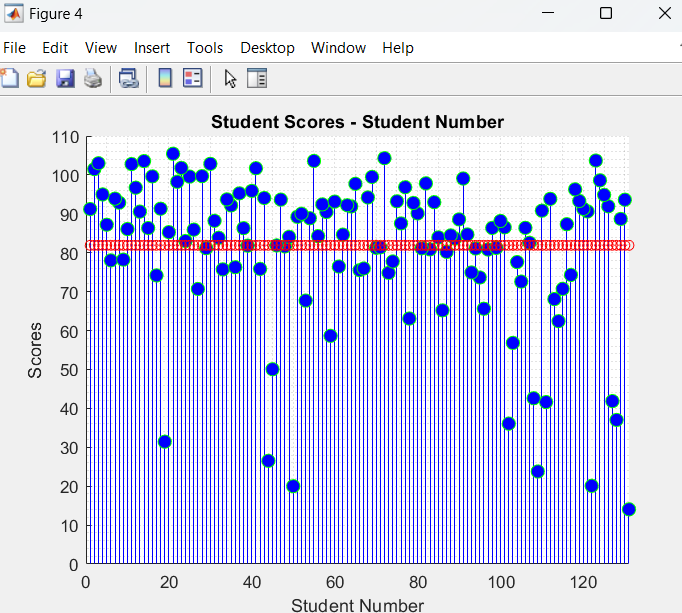 Figure 4
File Edit View Insert Tools Desktop Window Help
Student Scores - Student Number
110
100
90
80
70
60
50
40
30
20
10
0
Scores
0 20 40 60 80 100 120
Student Number